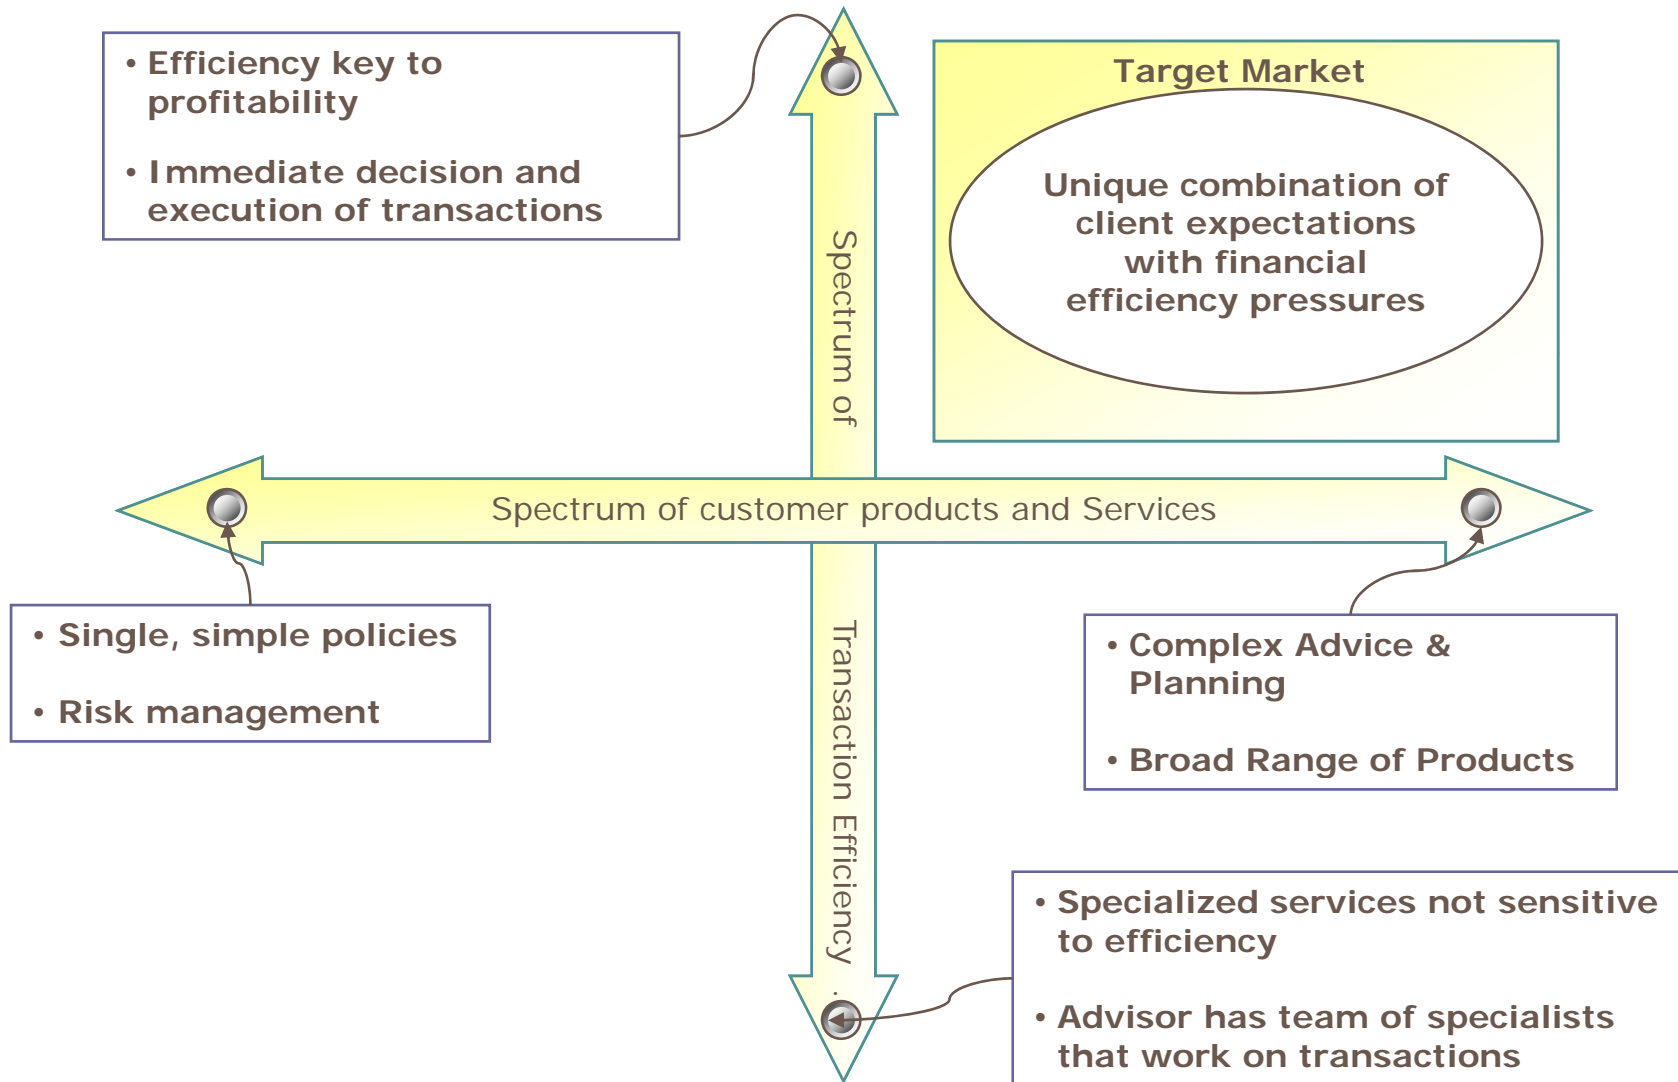 • Efficiency key to
profitability
• Immediate decision and
execution of transactions
Target Market
Unique combination of
client expectations
with financial
efficiency pressures
Spectrum of
Transaction Efficiency .
Spectrum of customer products and Services
• Single, simple policies
• Risk management
• Complex Advice &
Planning
• Broad Range of Products
• Specialized services not sensitive
to efficiency
• Advisor has team of specialists
that work on transactions